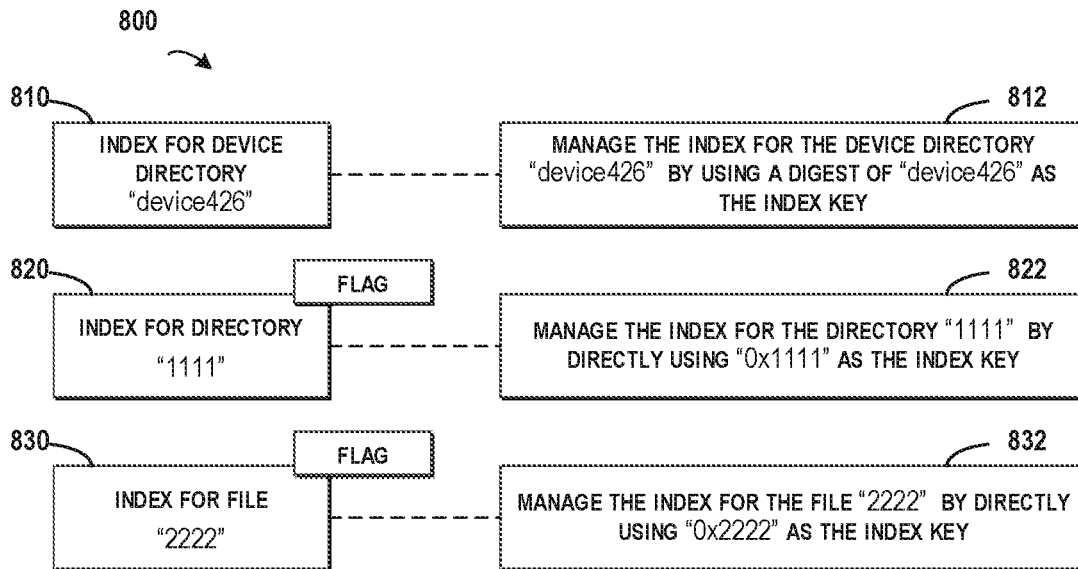 800
810
812
INDEX FOR DEVICE
DIRECTORY
"device426"
MANAGE THE INDEX FOR THE DEVICE DIRECTORY
"device426" BY USING A DIGEST OF "device426" AS
THE INDEX KEY
820
FLAG
822
INDEX FOR DIRECTORY
"1111"
MANAGE THE INDEX FOR THE DIRECTORY "1111" BY
DIRECTLY USING "0x1111" AS THE INDEX KEY
830
FLAG
832
INDEX FOR FILE
"2222"
MANAGE THE INDEX FOR THE FILE "2222" BY DIRECTLY
USING "0x2222" AS THE INDEX KEY